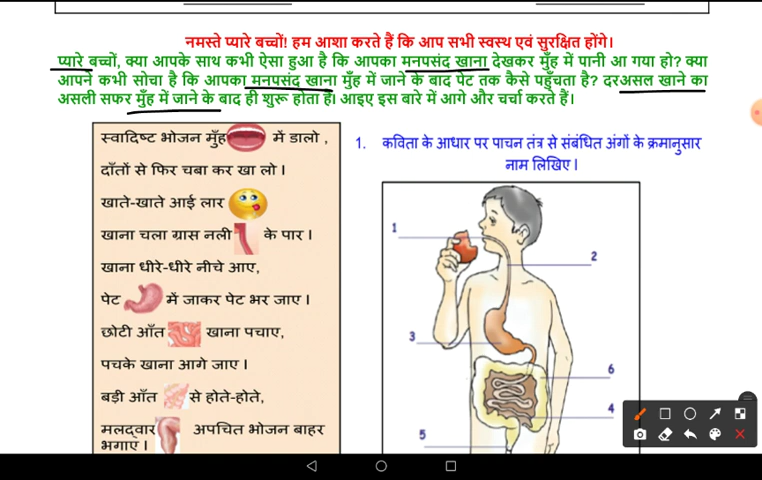 नमस्ते प्यारे बच्चों! हम आशा करते हैं कि आप सभी स्वस्थ एवं सुरक्षित होंगे।
प्यारे बच्चों, क्या आपके साथ कभी ऐसा हुआ है कि आपका मनपसंद खाना देखकर मुँह में पानी आ गया हो? क्या
आपने कभी सोचा है कि आपका मनपसंद खाना मुँह में जाने के बाद पेट तक कैसे पहुँचता है? दरअसल खाने का
असली सफर मुँह में जाने के बाद ही शुरू होता है। आइए इस बारे में आगे और चर्चा करते हैं।
स्वादिष्ट भोजन मुँह में डालो ,
दाँतों से फिर चबा कर खा लो ।
खाते-खाते आई लार
खाना चला ग्रास नली के पार ।
खाना धीरे-धीरे नीचे आए,
पेट में जाकर पेट भर जाए ।
छोटी आँत खाना पचाए,
पचके खाना आगे जाए ।
बड़ी आँत से होते-होते,
मलद्वार अपचित भोजन बाहर
भगाए ।
1. कविता के आधार पर पाचन तंत्र से संबंधित अंगों के क्रमानुसार
नाम लिखिए ।
1
2
3
6
4
5